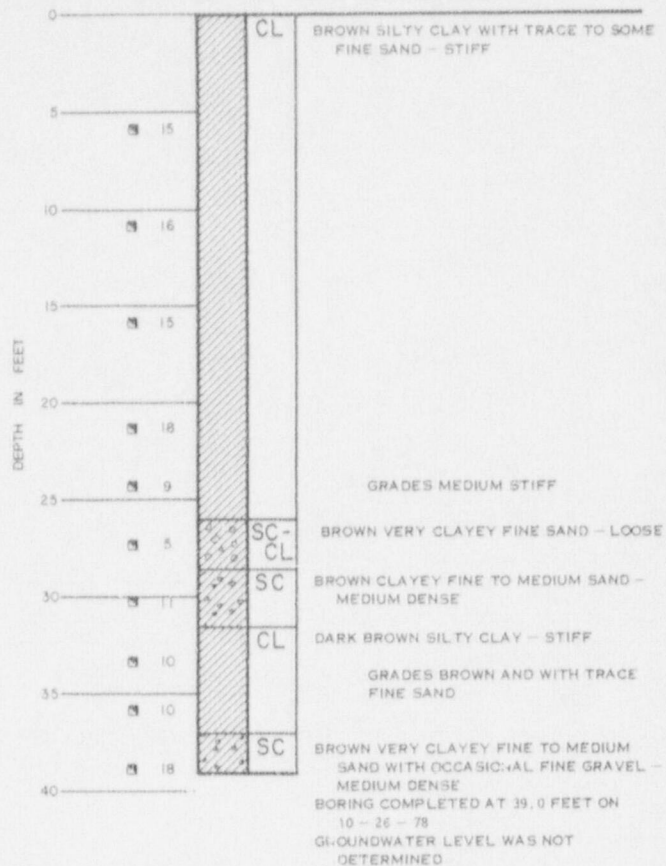 0
CL
BROWN SILTY CLAY WITH TRACE TO SOME
FINE SAND – STIFF
5
15
10
16
15
15
DEPTH IN FEET
20
18
9
GRADES MEDIUM STIFF
25
SC-
CL
BROWN VERY CLAYEY FINE SAND – LOOSE
5
SC
BROWN CLAYEY FINE TO MEDIUM SAND –
MEDIUM DENSE
30
11
CL
DARK BROWN SILTY CLAY – STIFF
10
GRADES BROWN AND WITH TRACE
FINE SAND
35
10
SC
BROWN VERY CLAYEY FINE TO MEDIUM
SAND WITH OCCASIONAL FINE GRAVEL –
MEDIUM DENSE
18
40
BORING COMPLETED AT 39.0 FEET ON
10 – 26 – 78
GROUNDWATER LEVEL WAS NOT
DETERMINED